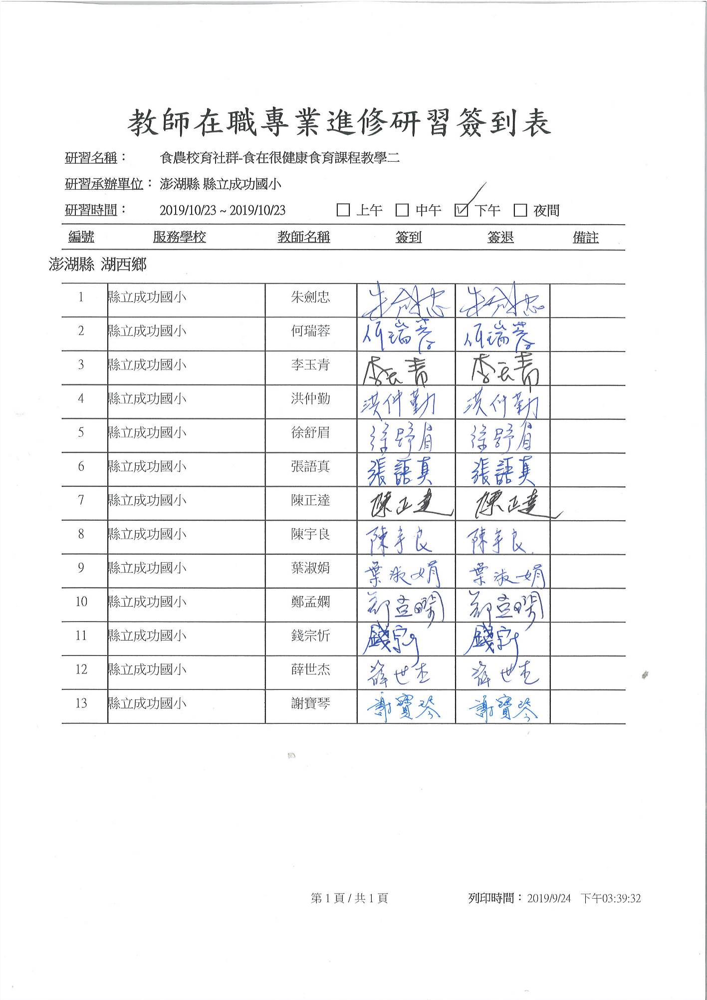 教師在職專業進修研習簽到表
研習名稱： 食農校育社群-食在很健康食育課程教學二
研習承辦單位： 澎湖縣 縣立成功國小
研習時間： 2019/10/23 ~ 2019/10/23 □ 上午 □ 中午 ☑ 下午 □ 夜間
編號 服務學校 教師名稱 簽到 簽退 備註
澎湖縣 湖西鄉
1 縣立成功國小 朱劍忠 朱劍忠 朱劍忠
2 縣立成功國小 何瑞蓉 何瑞蓉 何瑞蓉
3 縣立成功國小 李玉青 李玉青 李玉青
4 縣立成功國小 洪仲勤 洪仲勤 洪仲勤
5 縣立成功國小 徐舒眉 徐舒眉 徐舒眉
6 縣立成功國小 張語真 張語真 張語真
7 縣立成功國小 陳正達 陳正達 陳正達
8 縣立成功國小 陳宇良 陳宇良 陳宇良
9 縣立成功國小 葉淑娟 葉淑娟 葉淑娟
10 縣立成功國小 鄭孟嫻 鄭孟嫻 鄭孟嫻
11 縣立成功國小 錢宗忻 錢宗忻 錢宗忻
12 縣立成功國小 薛世杰 薛世杰 薛世杰
13 縣立成功國小 謝寶琴 謝寶琴 謝寶琴
第 1 頁 / 共 1 頁 列印時間： 2019/9/24 下午03:39:32